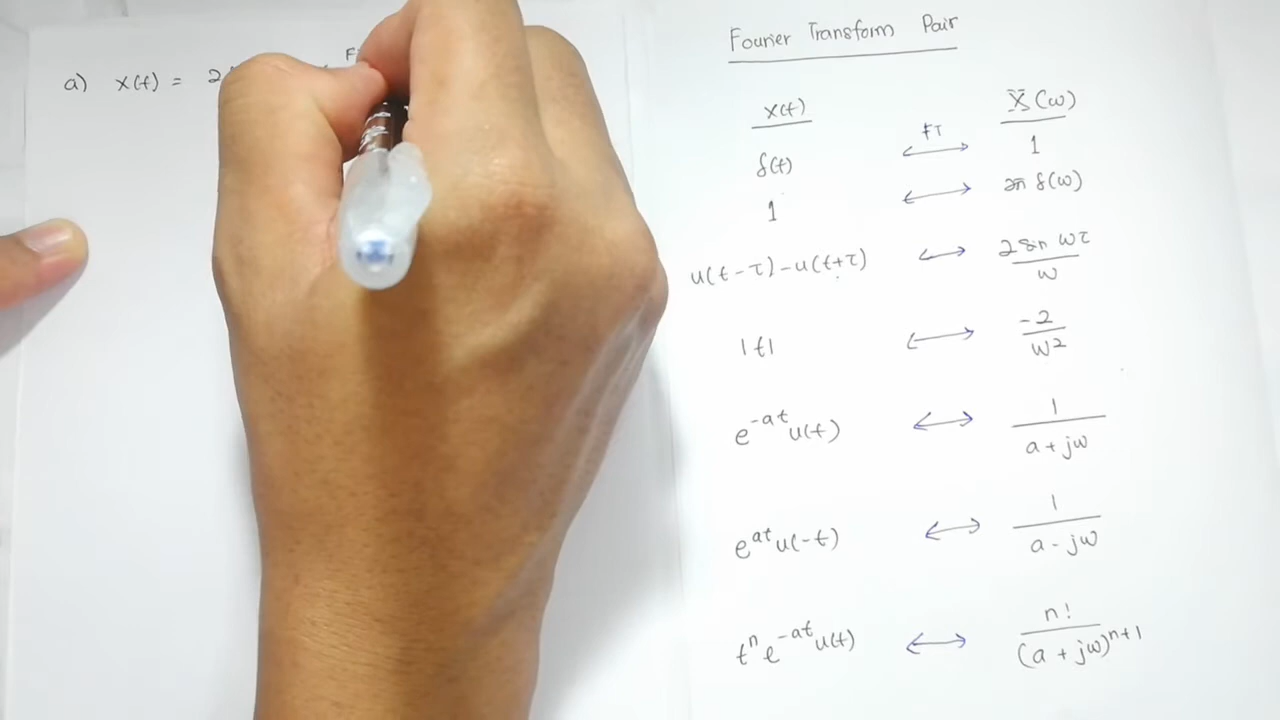 a) x(t) = 2
Fourier Transform Pair
x(t) X(ω)
δ(t) FT ⟷ 1
1 ⟷ 2π δ(ω)
u(t-τ)-u(t+τ) ⟷ 2 sin ωτ / ω
|t| ⟷ -2 / ω²
e^-at u(t) ⟷ 1 / a + jω
e^at u(-t) ⟷ 1 / a - jω
t^n e^-at u(t) ⟷ n! / (a + jω)^n+1